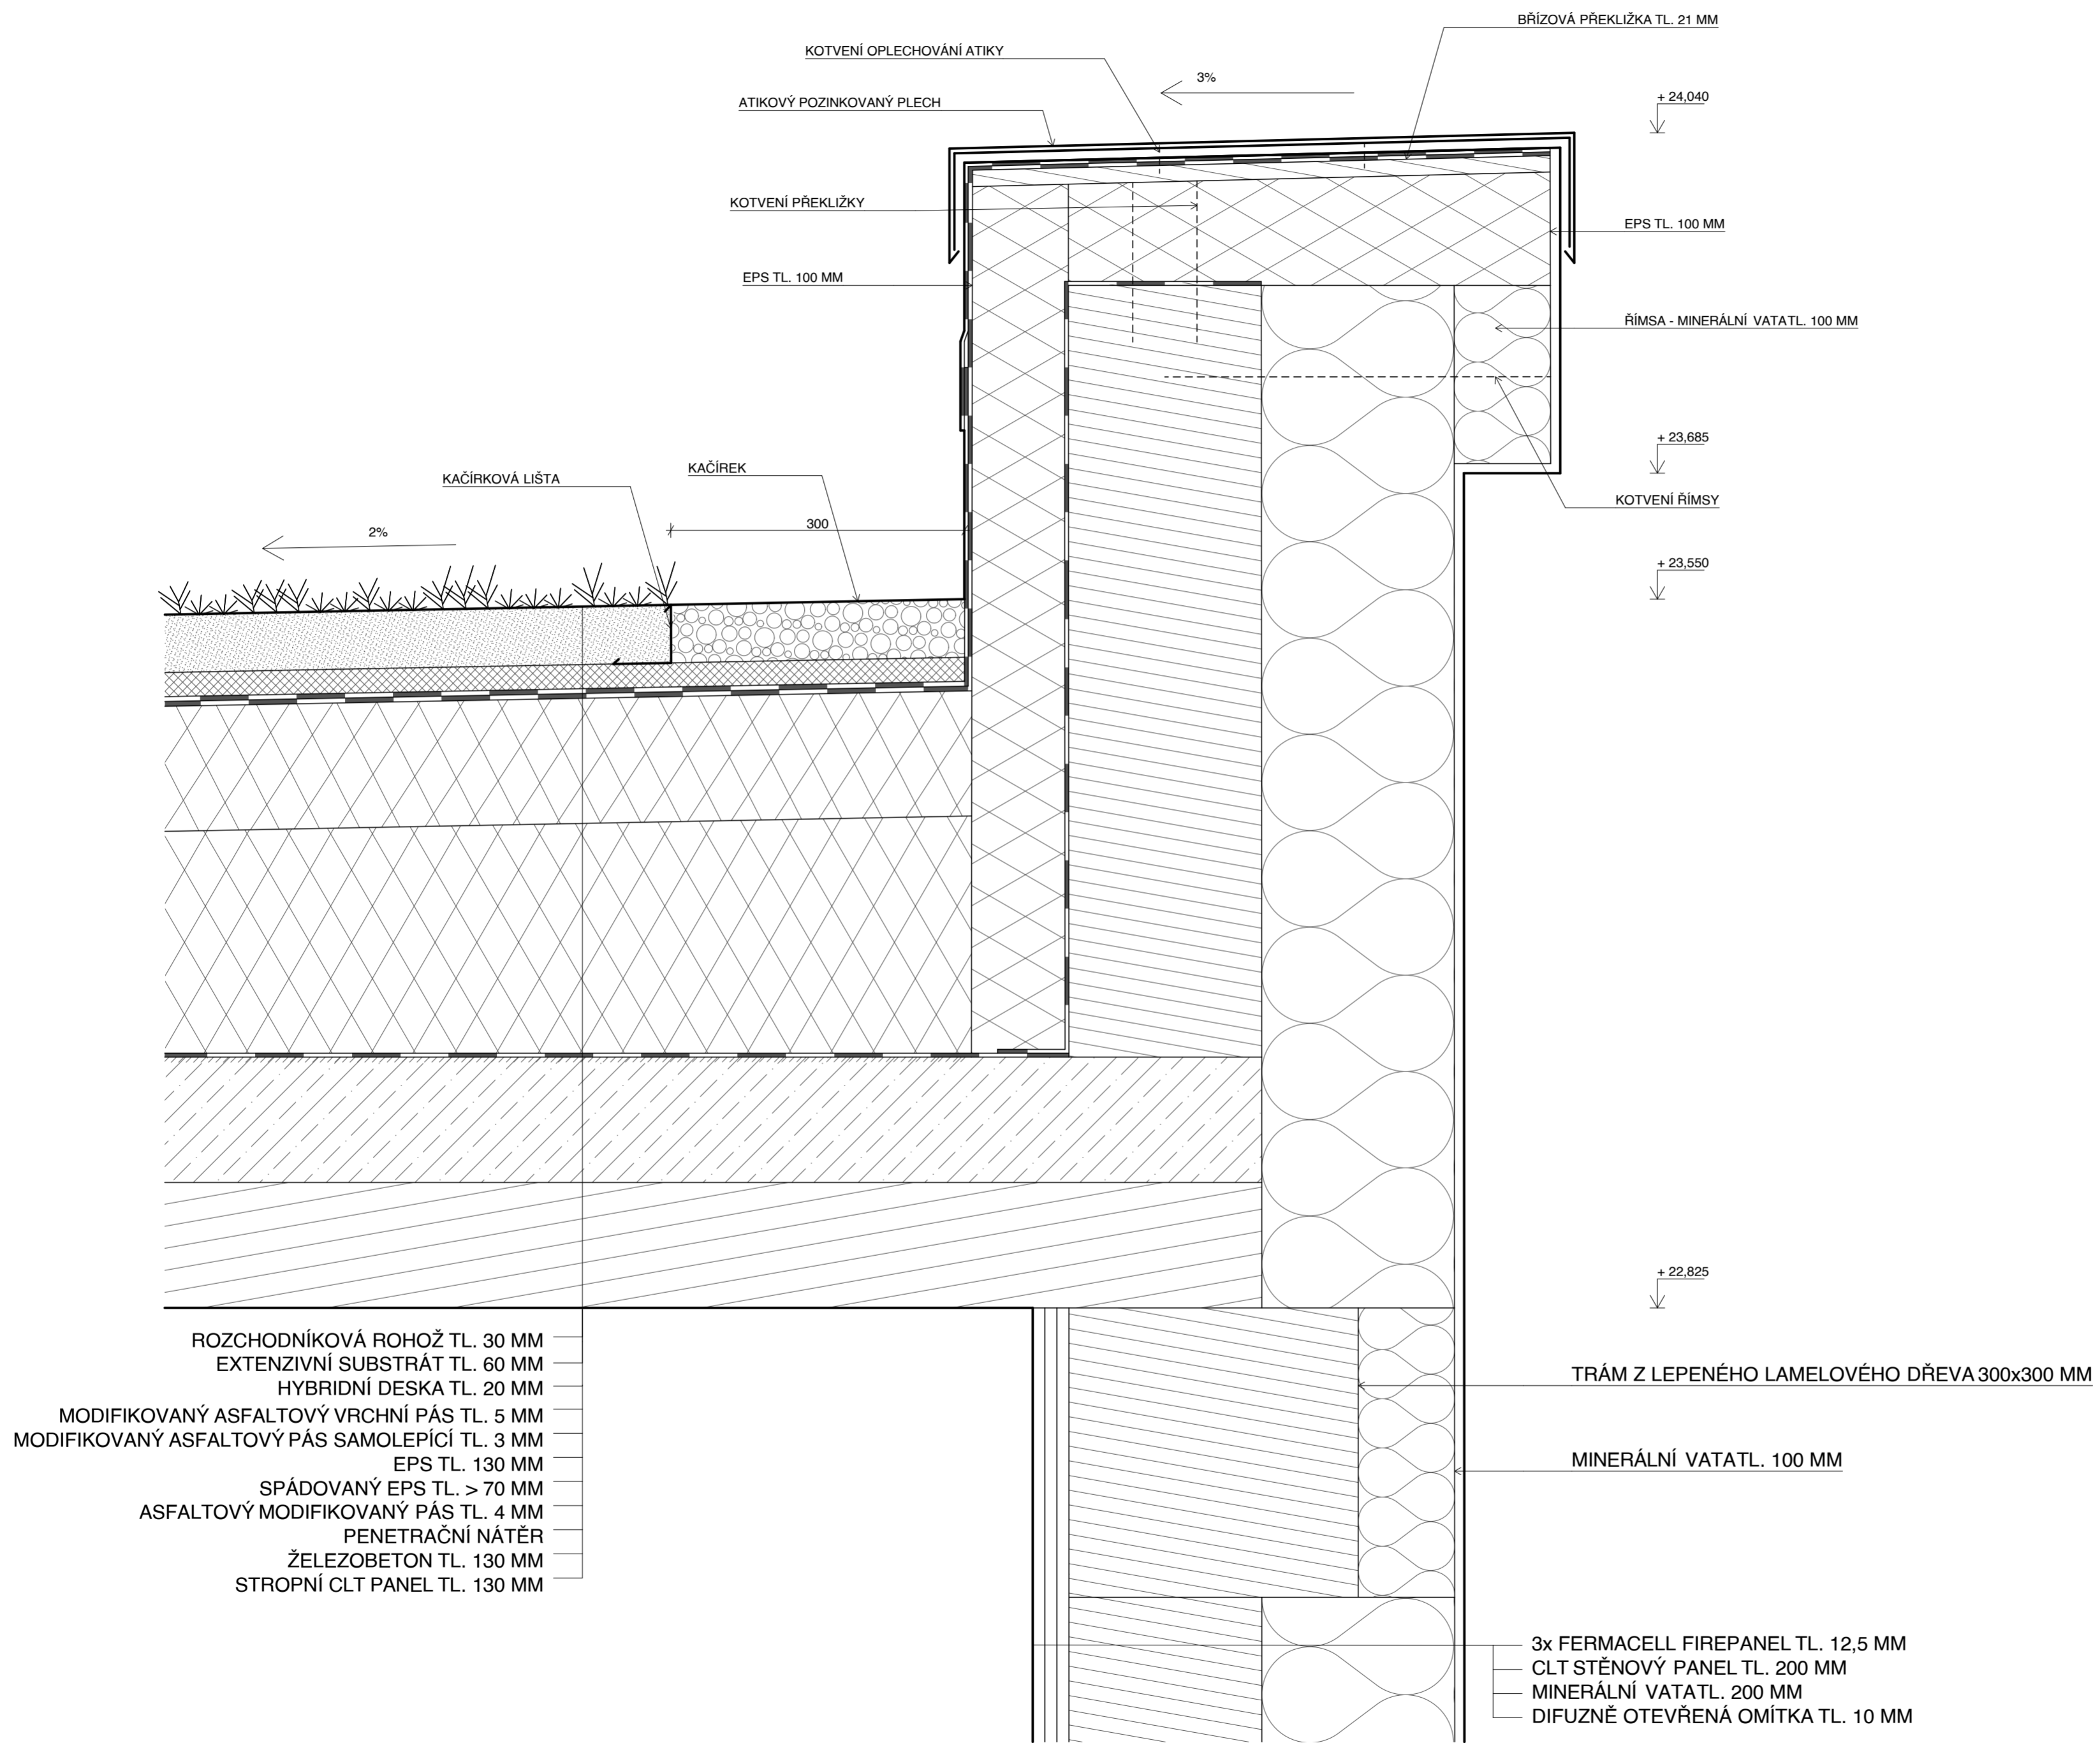 BŘÍZOVÁ PŘEKLIŽKA TL. 21 MM
KOTVENÍ OPLECHOVÁNÍ ATIKY
3%
ATIKOVÝ POZINKOVANÝ PLECH
+ 24,040
KOTVENÍ PŘEKLIŽKY
EPS TL. 100 MM
EPS TL. 100 MM
ŘÍMSA - MINERÁLNÍ VATATL. 100 MM
+ 23,685
KAČÍREK
KAČÍRKOVÁ LIŠTA
KOTVENÍ ŘÍMSY
300
2%
+ 23,550
+ 22,825
ROZCHODNÍKOVÁ ROHOŽ TL. 30 MM
EXTENZIVNÍ SUBSTRÁT TL. 60 MM
HYBRIDNÍ DESKA TL. 20 MM
MODIFIKOVANÝ ASFALTOVÝ VRCHNÍ PÁS TL. 5 MM
MODIFIKOVANÝ ASFALTOVÝ PÁS SAMOLEPÍCÍ TL. 3 MM
EPS TL. 130 MM
SPÁDOVANÝ EPS TL. > 70 MM
ASFALTOVÝ MODIFIKOVANÝ PÁS TL. 4 MM
PENETRAČNÍ NÁTĚR
ŽELEZOBETON TL. 130 MM
STROPNÍ CLT PANEL TL. 130 MM
TRÁM Z LEPENÉHO LAMELOVÉHO DŘEVA 300x300 MM
MINERÁLNÍ VATATL. 100 MM
3x FERMACELL FIREPANEL TL. 12,5 MM
CLT STĚNOVÝ PANEL TL. 200 MM
MINERÁLNÍ VATATL. 200 MM
DIFUZNĚ OTEVŘENÁ OMÍTKA TL. 10 MM